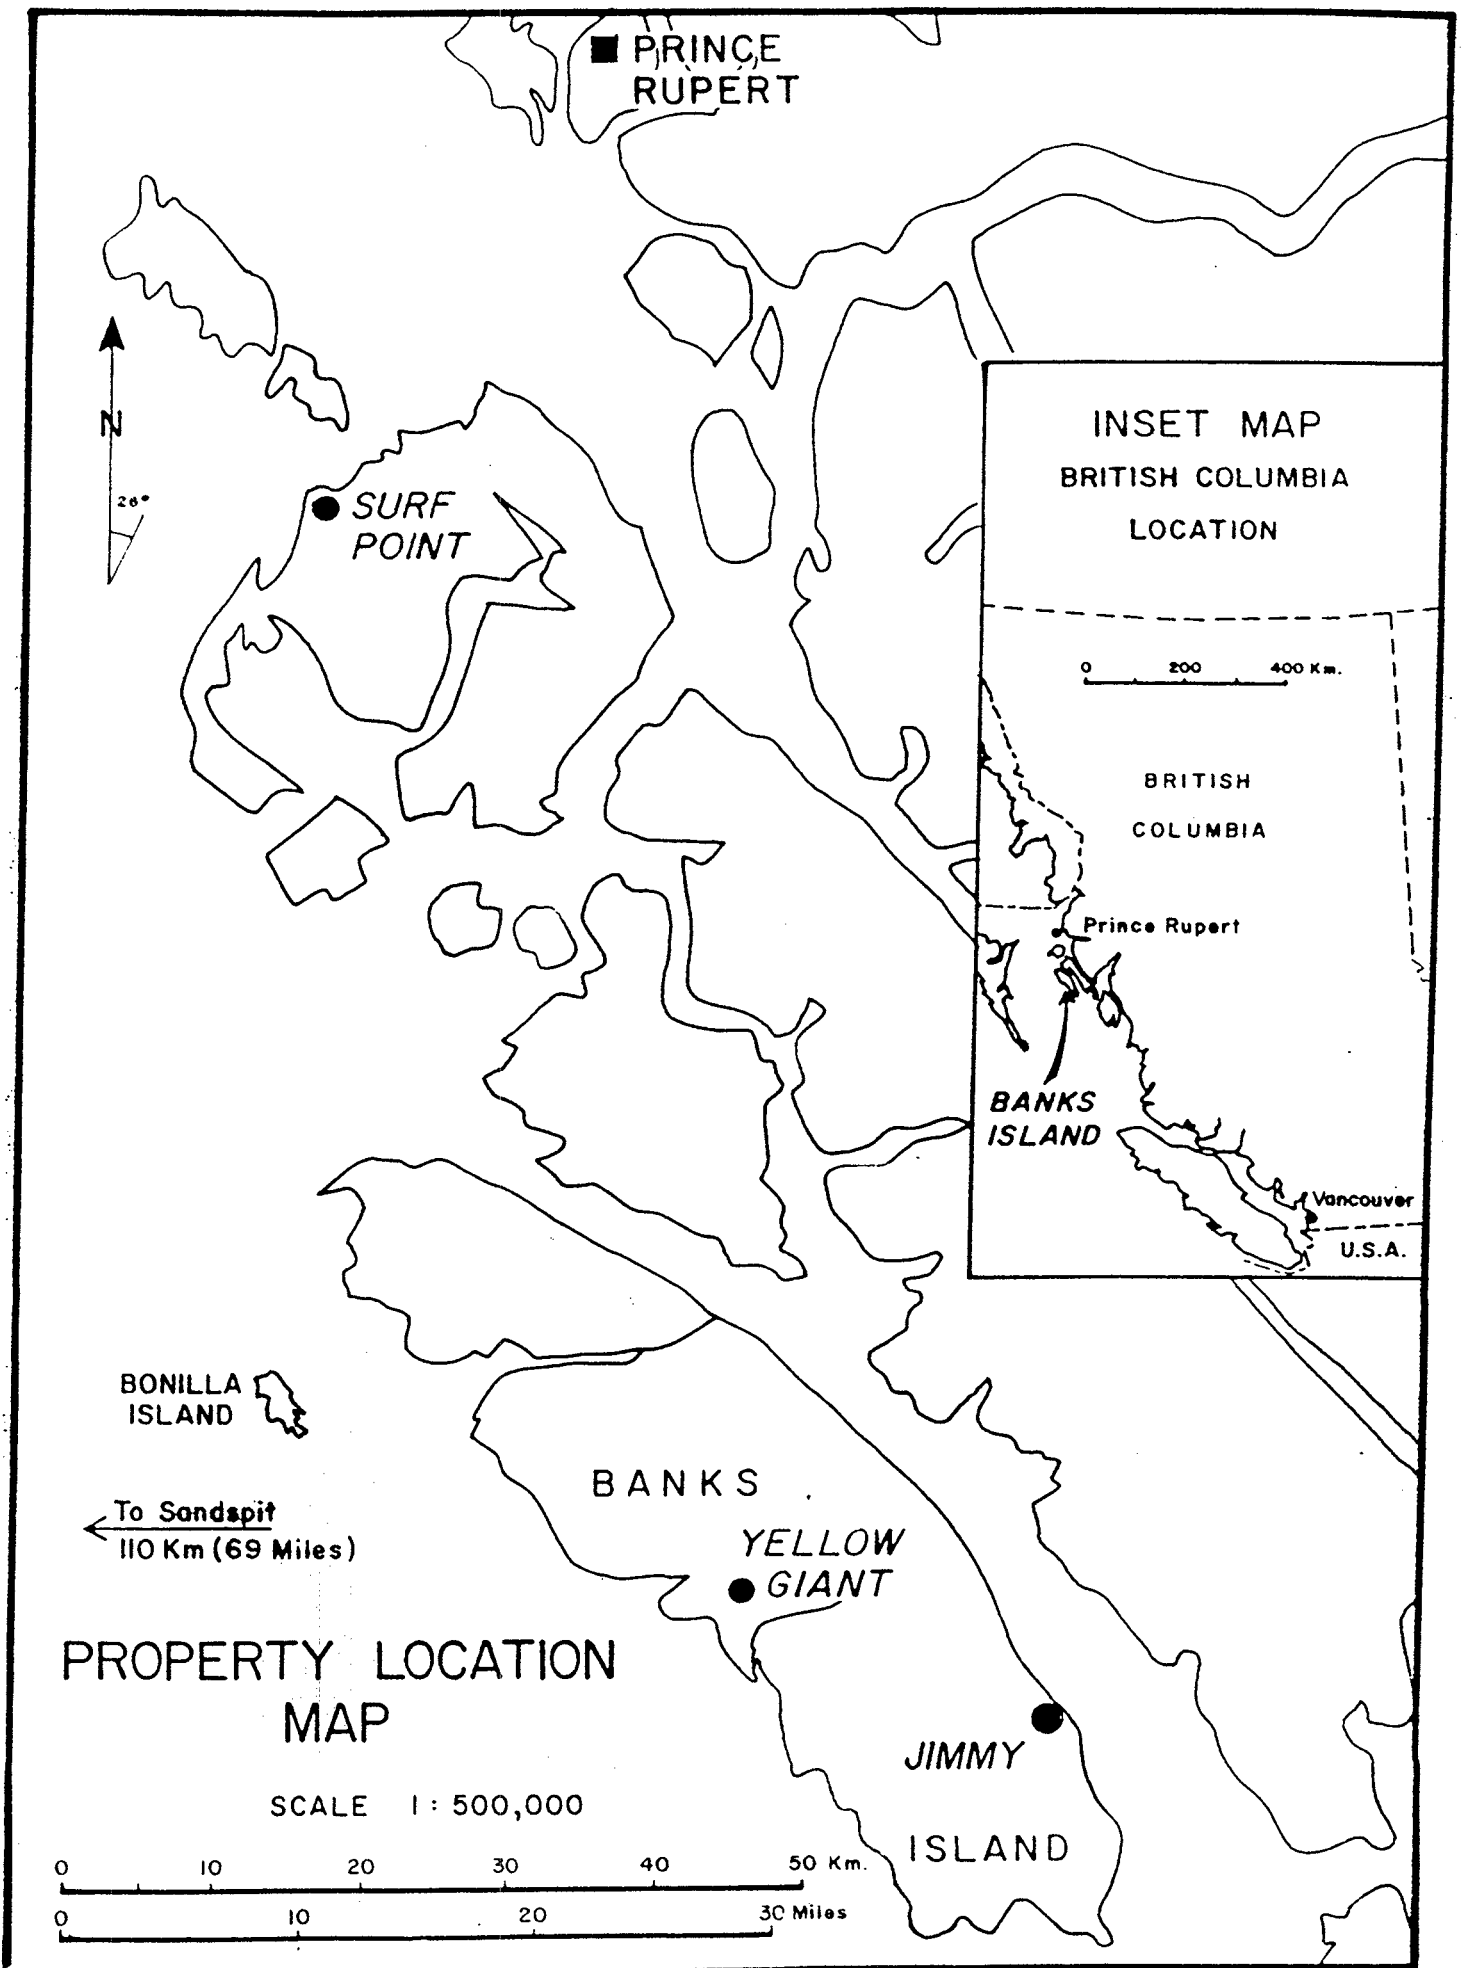 PRINCE
RUPERT
N
26°
SURF
POINT
INSET MAP
BRITISH COLUMBIA
LOCATION
0 200 400 Km.
BRITISH
COLUMBIA
Prince Rupert
BANKS
ISLAND
Vancouver
U.S.A.
BONILLA
ISLAND
To Sandspit
110 Km (69 Miles)
BANKS
YELLOW
GIANT
JIMMY
ISLAND
PROPERTY LOCATION
MAP
SCALE 1 : 500,000
0 10 20 30 40 50 Km.
0 10 20 30 Miles